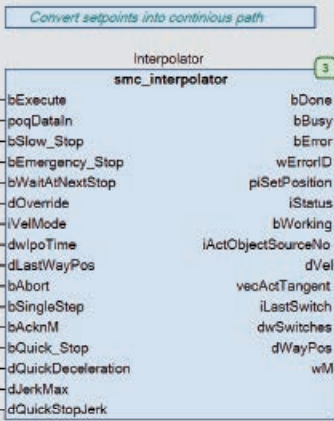 Convert setpoints into continious path
Interpolator
3
smc_interpolator
bExecute bDone
poqDataIn bBusy
bSlow_Stop bError
bEmergency_Stop wErrorID
bWaitAtNextStop piSetPosition
dOverride iStatus
iVelMode bWorking
dwIpoTime iActObjectSourceNo
dLastWayPos dVel
bAbort vecActTangent
bSingleStep iLastSwitch
bAcknM dwSwitches
bQuick_Stop dWayPos
dQuickDeceleration wM
dJerkMax
dQuickStopJerk